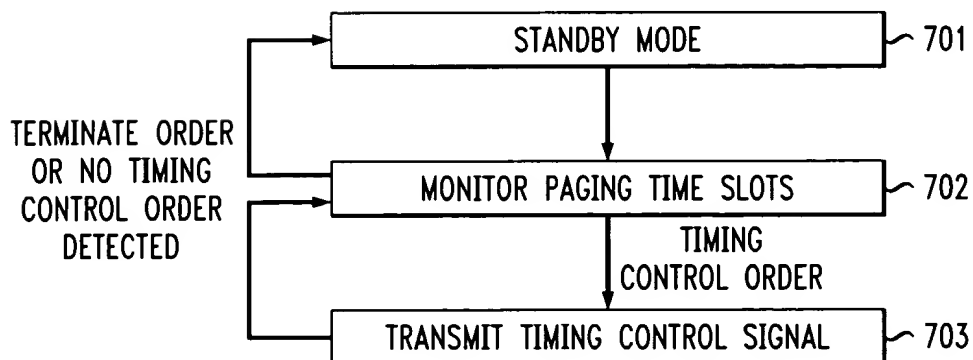 STANDBY MODE
701
TERMINATE ORDER
OR NO TIMING
CONTROL ORDER
DETECTED
MONITOR PAGING TIME SLOTS
702
TIMING
CONTROL ORDER
TRANSMIT TIMING CONTROL SIGNAL
703